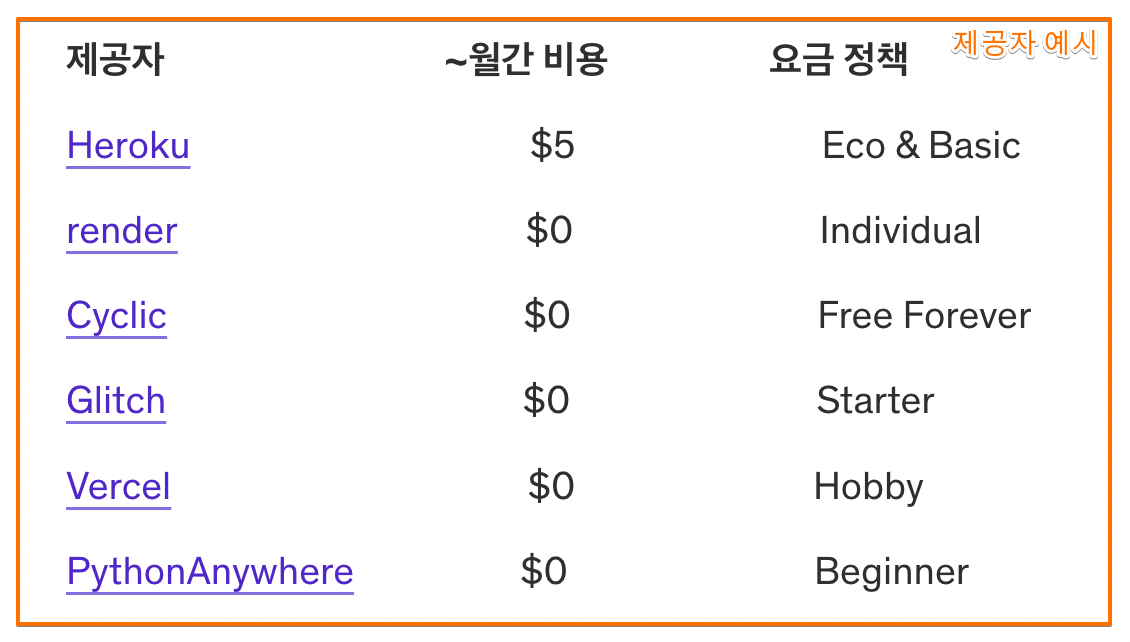 제공자 ~월간 비용 요금 정책 제공자 예시
Heroku $5 Eco & Basic
render $0 Individual
Cyclic $0 Free Forever
Glitch $0 Starter
Vercel $0 Hobby
PythonAnywhere $0 Beginner